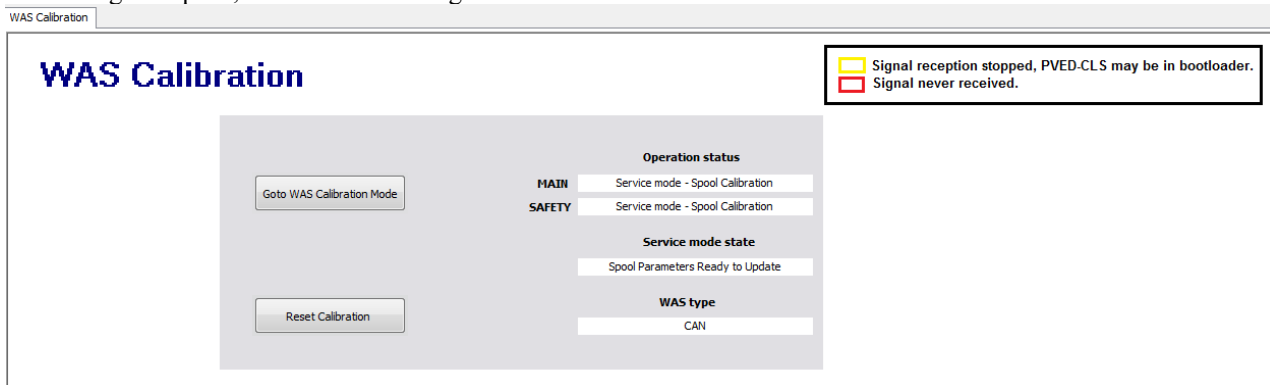 WAS Calibration
WAS Calibration
Signal reception stopped, PVED-CLS may be in bootloader.
Signal never received.
Operation status
Goto WAS Calibration Mode
MAIN
Service mode - Spool Calibration
SAFETY
Service mode - Spool Calibration
Service mode state
Spool Parameters Ready to Update
WAS type
Reset Calibration
CAN